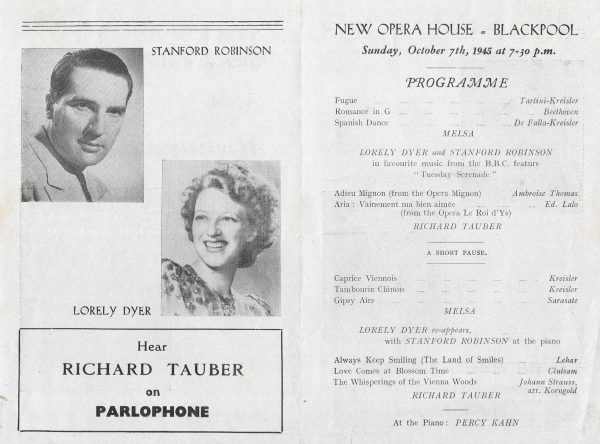 STANFORD ROBINSON
LORELY DYER
Hear
RICHARD TAUBER
on
PARLOPHONE
NEW OPERA HOUSE - BLACKPOOL
Sunday, October 7th, 1945 at 7-30 p.m.
PROGRAMME
Fugue ... Tartini-Kreisler
Romance in G ... Beethoven
Spanish Dance ... De Falla-Kreisler
MELSA
LORELY DYER and STANFORD ROBINSON
in favourite music from the B.B.C. feature
"Tuesday Serenade"
Adieu Mignon (from the Opera Mignon) ... Ambroise Thomas
Aria : Vainement ma bien aimée ... Ed. Lalo
(from the Opera Le Roi d'Ys)
RICHARD TAUBER
A SHORT PAUSE.
Caprice Viennois ... Kreisler
Tambourin Chinois ... Kreisler
Gipsy Airs ... Sarasate
MELSA
LORELY DYER re-appears,
with STANFORD ROBINSON at the piano
Always Keep Smiling (The Land of Smiles) ... Lehar
Love Comes at Blossom Time ... Clutsam
The Whisperings of the Vienna Woods Johann Strauss,
arr. Korngold
RICHARD TAUBER
At the Piano : PERCY KAHN